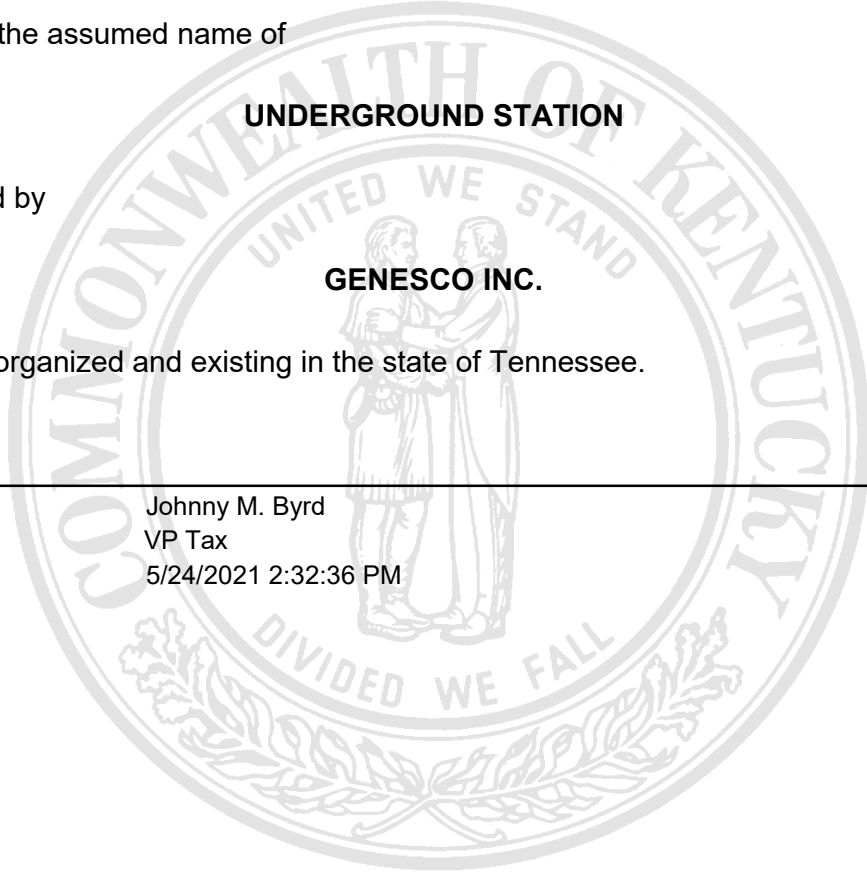 the assumed name of
UNDERGROUND STATION
d by
GENESCO INC.
organized and existing in the state of Tennessee.
Johnny M. Byrd
VP Tax
5/24/2021 2:32:36 PM
COMMONWEALTH OF KENTUCKY
UNITED WE STAND
DIVIDED WE FALL